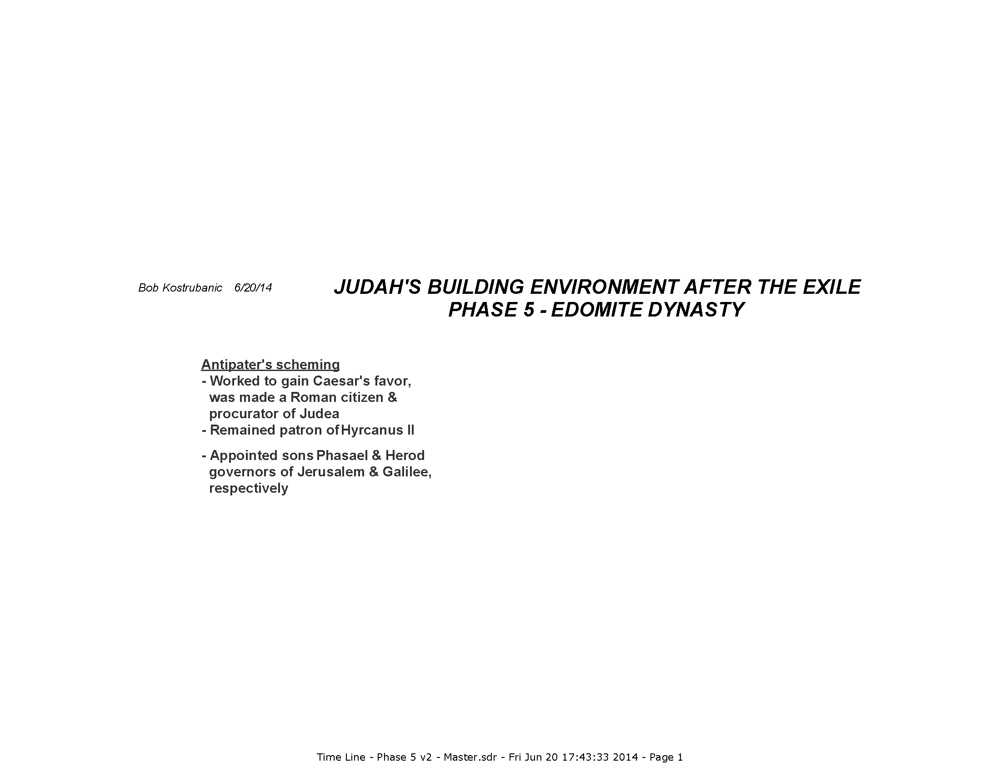 Bob Kostrubanic 6/20/14
JUDAH'S BUILDING ENVIRONMENT AFTER THE EXILE
PHASE 5 - EDOMITE DYNASTY
Antipater's scheming
- Worked to gain Caesar's favor,
was made a Roman citizen &
procurator of Judea
- Remained patron of Hyrcanus II
- Appointed sons Phasael & Herod
governors of Jerusalem & Galilee,
respectively
Time Line - Phase 5 v2 - Master.sdr - Fri Jun 20 17:43:33 2014 - Page 1